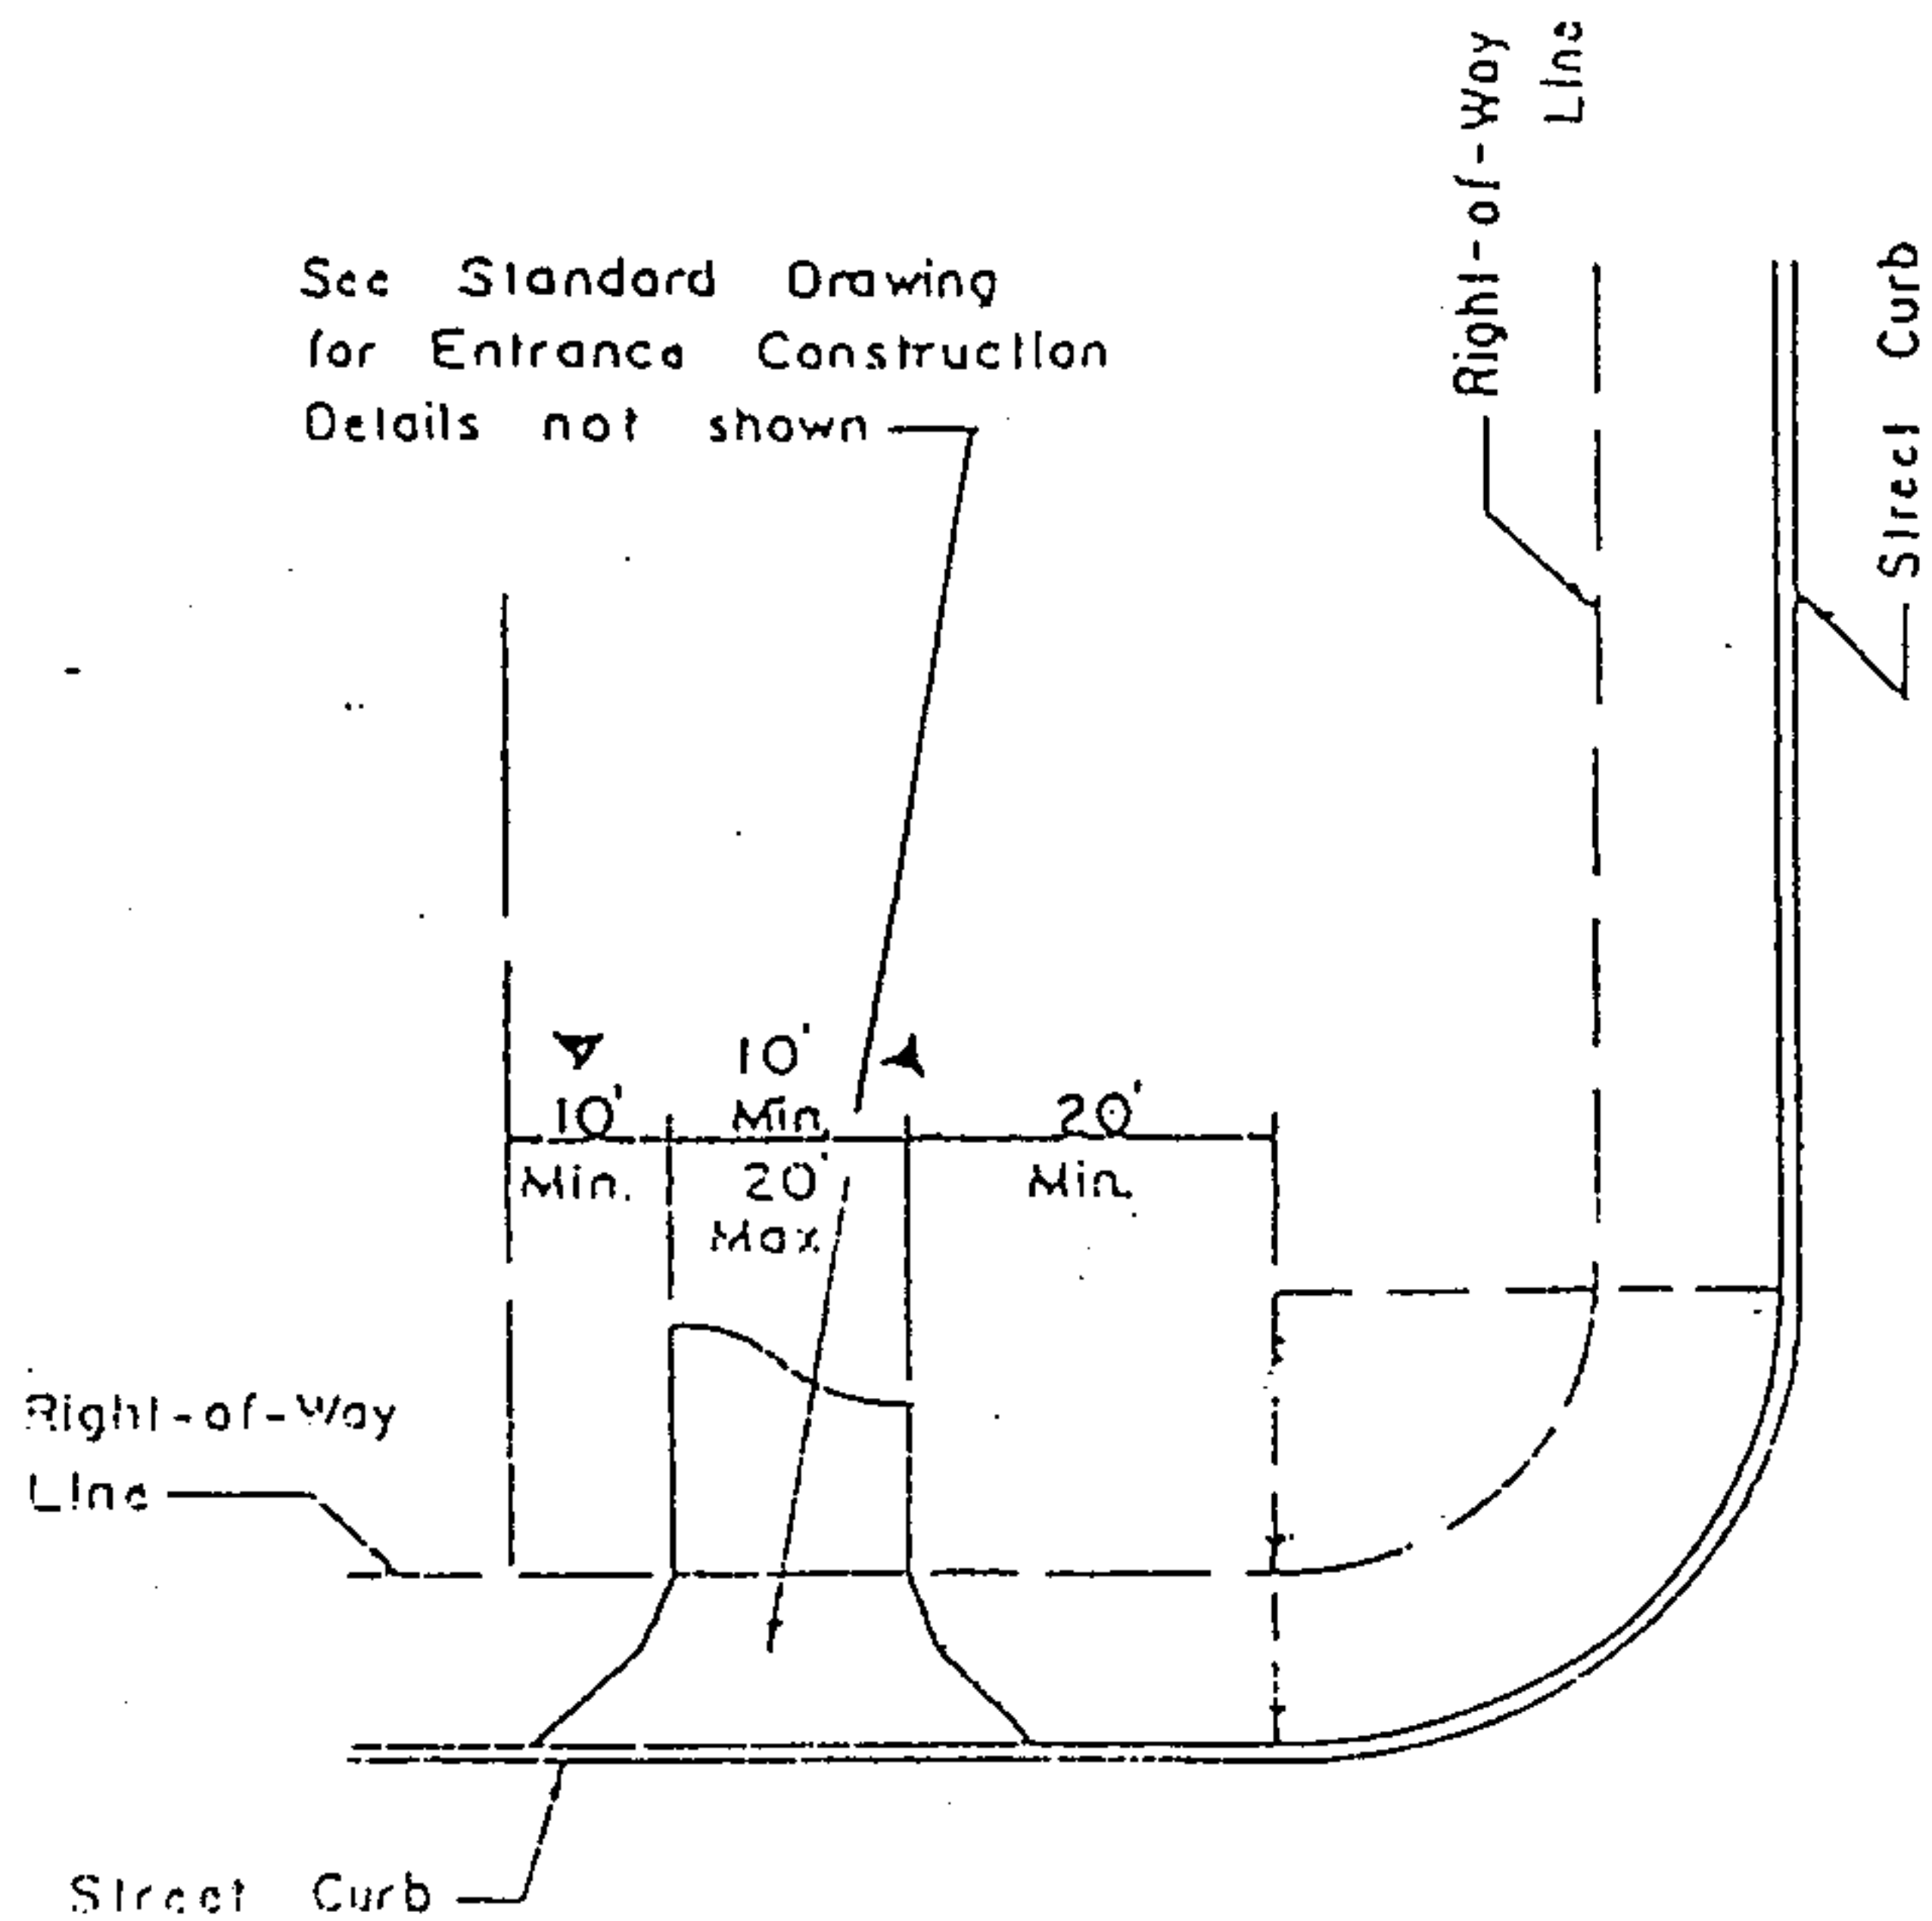 Right-of-Way
Line
See Standard Drawing
for Entrance Construction
Details not shown
Street Curb
10'
Min.
10'
Min.
20'
Max.
20'
Min.
Right-of-Way
Line
Street Curb